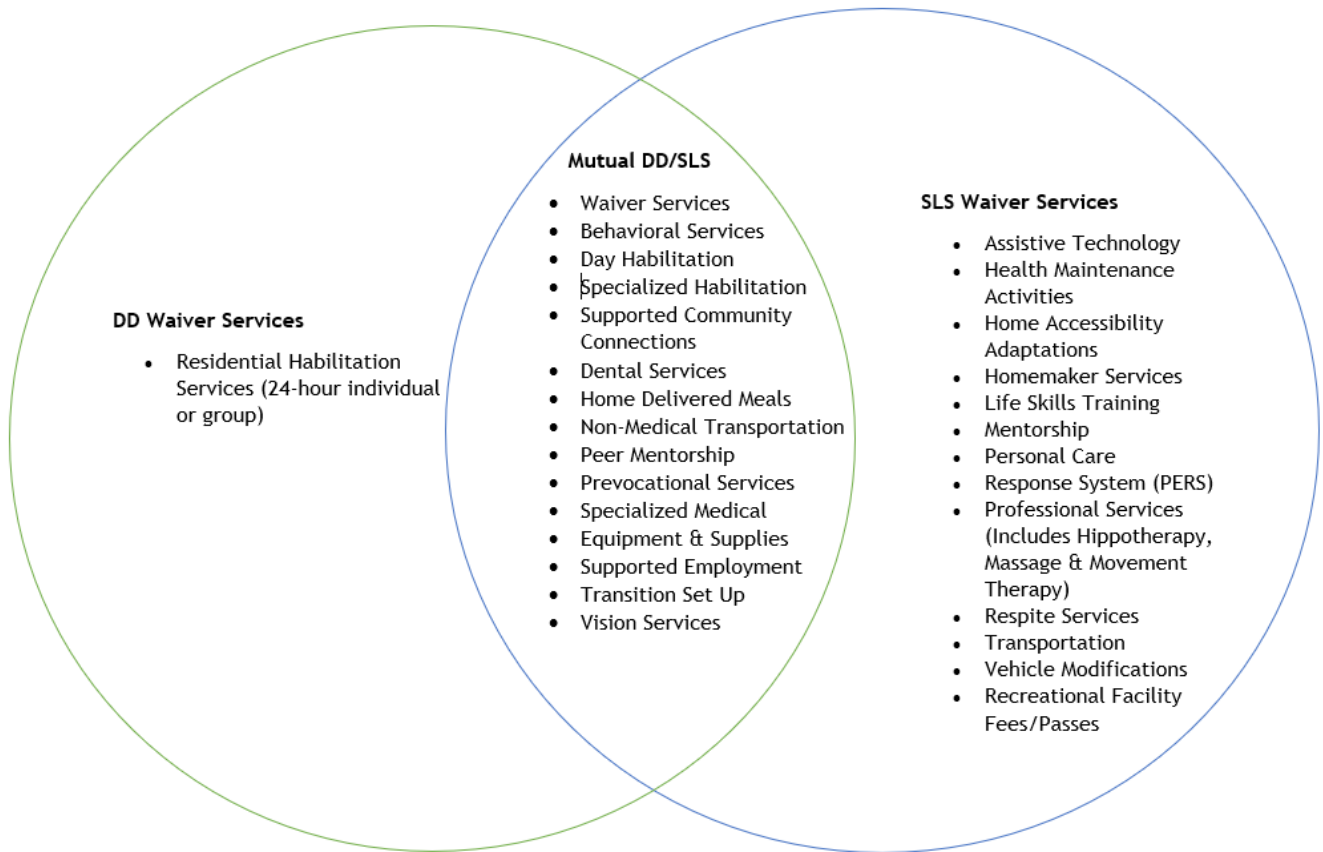 DD Waiver Services
• Residential Habilitation
Services (24-hour individual
or group)
Mutual DD/SLS
• Waiver Services
• Behavioral Services
• Day Habilitation
• Specialized Habilitation
• Supported Community
Connections
• Dental Services
• Home Delivered Meals
• Non-Medical Transportation
• Peer Mentorship
• Prevocational Services
• Specialized Medical
• Equipment & Supplies
• Supported Employment
• Transition Set Up
• Vision Services
SLS Waiver Services
• Assistive Technology
• Health Maintenance
Activities
• Home Accessibility
Adaptations
• Homemaker Services
• Life Skills Training
• Mentorship
• Personal Care
• Response System (PERS)
• Professional Services
(Includes Hippotherapy,
Massage & Movement
Therapy)
• Respite Services
• Transportation
• Vehicle Modifications
• Recreational Facility
Fees/Passes